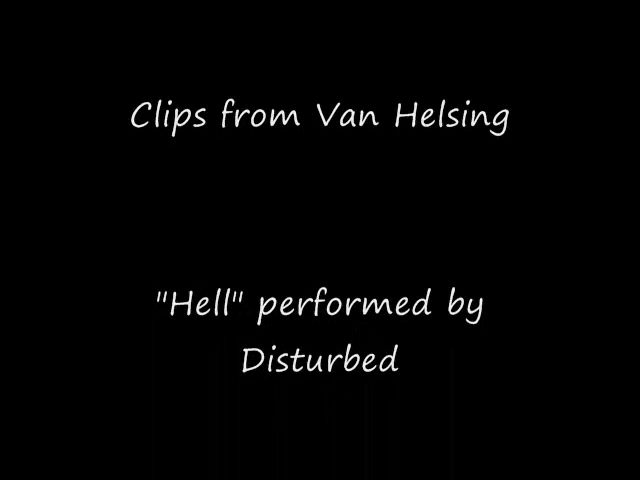 Clips from Van Helsing
"Hell" performed by
Disturbed